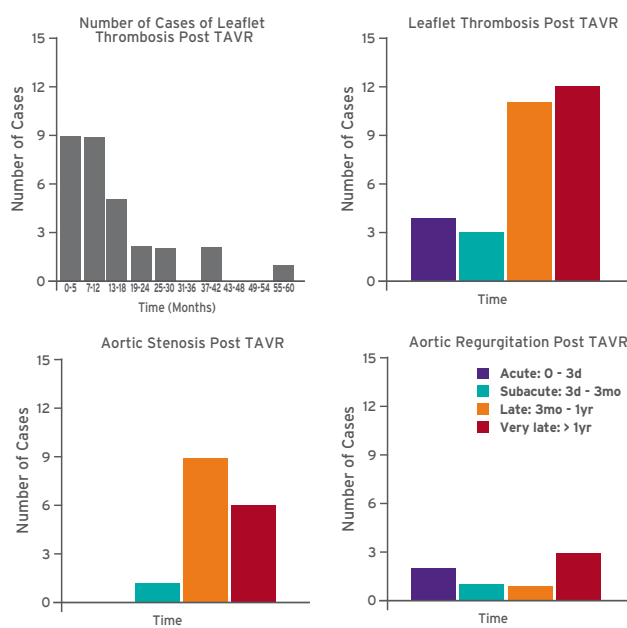 Number of Cases of Leaflet
Thrombosis Post TAVR
Number of Cases
15
12
9
6
3
0
0-5 7-12 13-18 19-24 25-30 31-36 37-42 43-48 49-54 55-60
Time (Months)
Leaflet Thrombosis Post TAVR
Number of Cases
15
12
9
6
3
0
Time
Aortic Stenosis Post TAVR
Number of Cases
15
12
9
6
3
0
Time
Aortic Regurgitation Post TAVR
Number of Cases
15
12
9
6
3
0
Acute: 0 - 3d
Subacute: 3d - 3mo
Late: 3mo - 1yr
Very late: > 1yr
Time